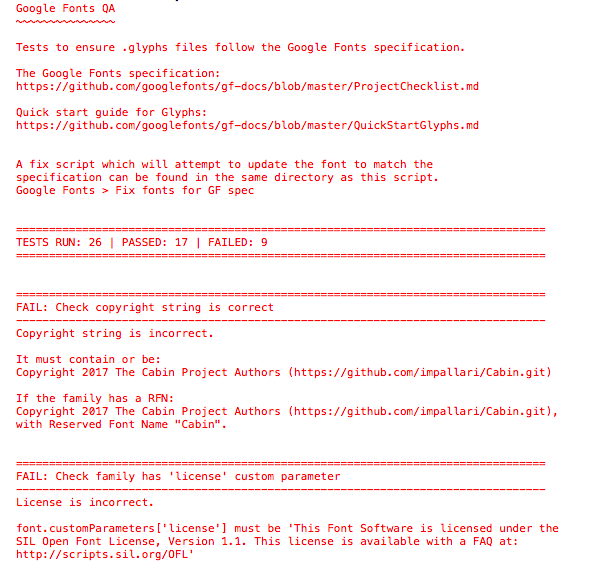 Google Fonts QA
~~~~~~~~~~~~~~~
Tests to ensure .glyphs files follow the Google Fonts specification.
The Google Fonts specification:
https://github.com/googlefonts/gf-docs/blob/master/ProjectChecklist.md
Quick start guide for Glyphs:
https://github.com/googlefonts/gf-docs/blob/master/QuickStartGlyphs.md
A fix script which will attempt to update the font to match the
specification can be found in the same directory as this script.
Google Fonts > Fix fonts for GF spec
================================================================================
TESTS RUN: 26 | PASSED: 17 | FAILED: 9
================================================================================
================================================================================
FAIL: Check copyright string is correct
--------------------------------------------------------------------------------
Copyright string is incorrect.
It must contain or be:
Copyright 2017 The Cabin Project Authors (https://github.com/impallari/Cabin.git)
If the family has a RFN:
Copyright 2017 The Cabin Project Authors (https://github.com/impallari/Cabin.git),
with Reserved Font Name "Cabin".
================================================================================
FAIL: Check family has 'license' custom parameter
--------------------------------------------------------------------------------
License is incorrect.
font.customParameters['license'] must be 'This Font Software is licensed under the
SIL Open Font License, Version 1.1. This license is available with a FAQ at:
http://scripts.sil.org/OFL'